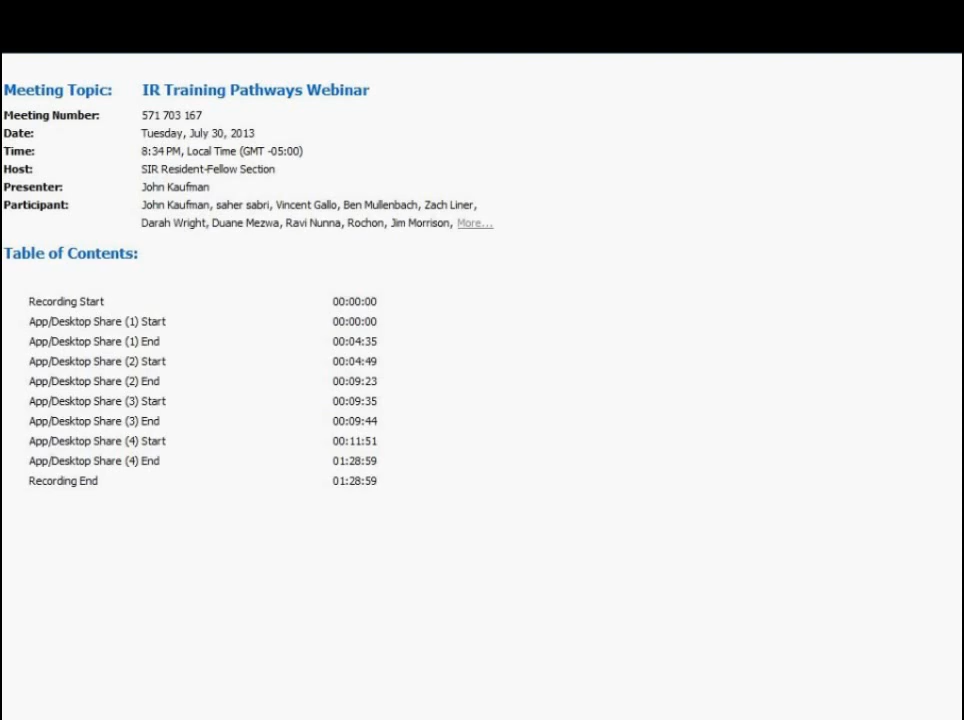 Meeting Topic: IR Training Pathways Webinar
Meeting Number: 571 703 167
Date: Tuesday, July 30, 2013
Time: 8:34 PM, Local Time (GMT -05:00)
Host: SIR Resident-Fellow Section
Presenter: John Kaufman
Participant: John Kaufman, saher sabri, Vincent Gallo, Ben Mullenbach, Zach Liner,
Darah Wright, Duane Mezwa, Ravi Nunna, Rochon, Jim Morrison, More...
Table of Contents:
Recording Start 00:00:00
App/Desktop Share (1) Start 00:00:00
App/Desktop Share (1) End 00:04:35
App/Desktop Share (2) Start 00:04:49
App/Desktop Share (2) End 00:09:23
App/Desktop Share (3) Start 00:09:35
App/Desktop Share (3) End 00:09:44
App/Desktop Share (4) Start 00:11:51
App/Desktop Share (4) End 01:28:59
Recording End 01:28:59